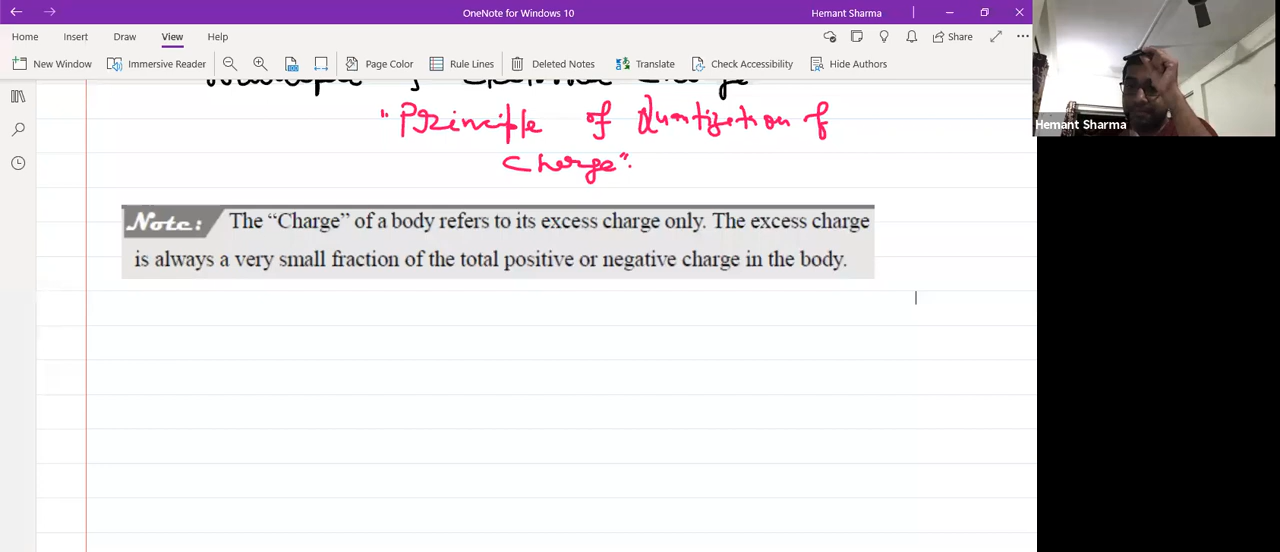 OneNote for Windows 10
Hemant Sharma
Home Insert Draw View Help
Share
New Window Immersive Reader Page Color Rule Lines Deleted Notes Translate Check Accessibility Hide Authors
Charge
"Principle of Quantization of
Charge".
Note: The “Charge” of a body refers to its excess charge only. The excess charge
is always a very small fraction of the total positive or negative charge in the body.
Hemant Sharma